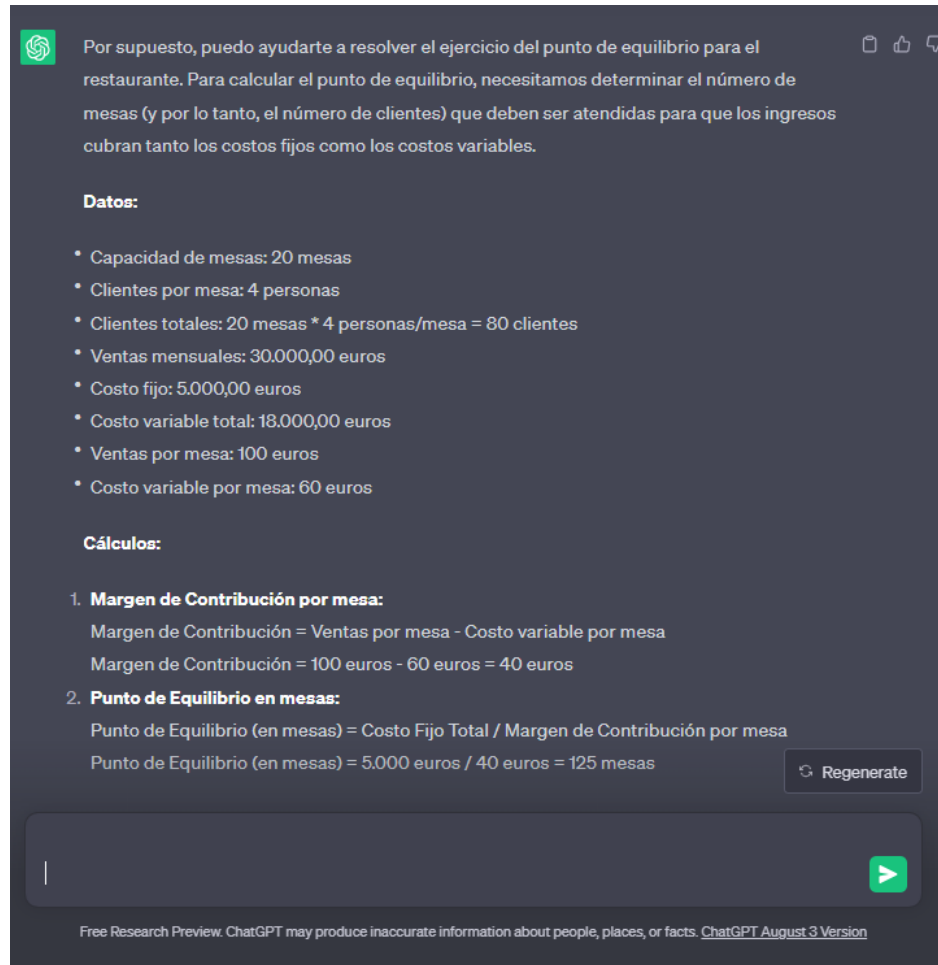 Por supuesto, puedo ayudarte a resolver el ejercicio del punto de equilibrio para el
restaurante. Para calcular el punto de equilibrio, necesitamos determinar el número de
mesas (y por lo tanto, el número de clientes) que deben ser atendidas para que los ingresos
cubran tanto los costos fijos como los costos variables.
Datos:
• Capacidad de mesas: 20 mesas
• Clientes por mesa: 4 personas
• Clientes totales: 20 mesas * 4 personas/mesa = 80 clientes
• Ventas mensuales: 30.000,00 euros
• Costo fijo: 5.000,00 euros
• Costo variable total: 18.000,00 euros
• Ventas por mesa: 100 euros
• Costo variable por mesa: 60 euros
Cálculos:
1. Margen de Contribución por mesa:
Margen de Contribución = Ventas por mesa - Costo variable por mesa
Margen de Contribución = 100 euros - 60 euros = 40 euros
2. Punto de Equilibrio en mesas:
Punto de Equilibrio (en mesas) = Costo Fijo Total / Margen de Contribución por mesa
Punto de Equilibrio (en mesas) = 5.000 euros / 40 euros = 125 mesas
Regenerate
Free Research Preview. ChatGPT may produce inaccurate information about people, places, or facts. ChatGPT August 3 Version